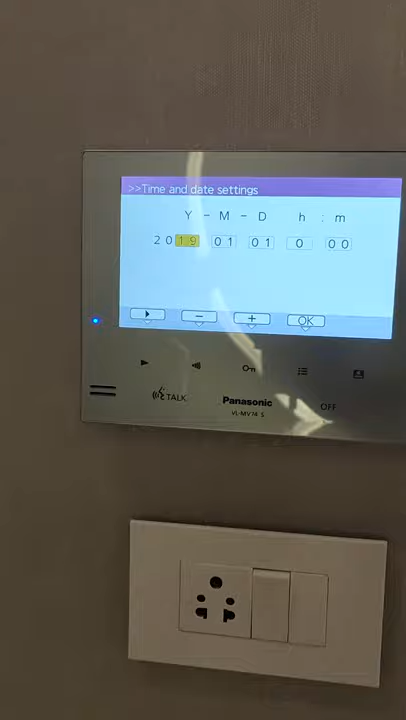 >>Time and date settings
Y - M - D h : m
2019 01 01 0 00
- + OK
TALK
Panasonic
OFF
VL-MV74 S